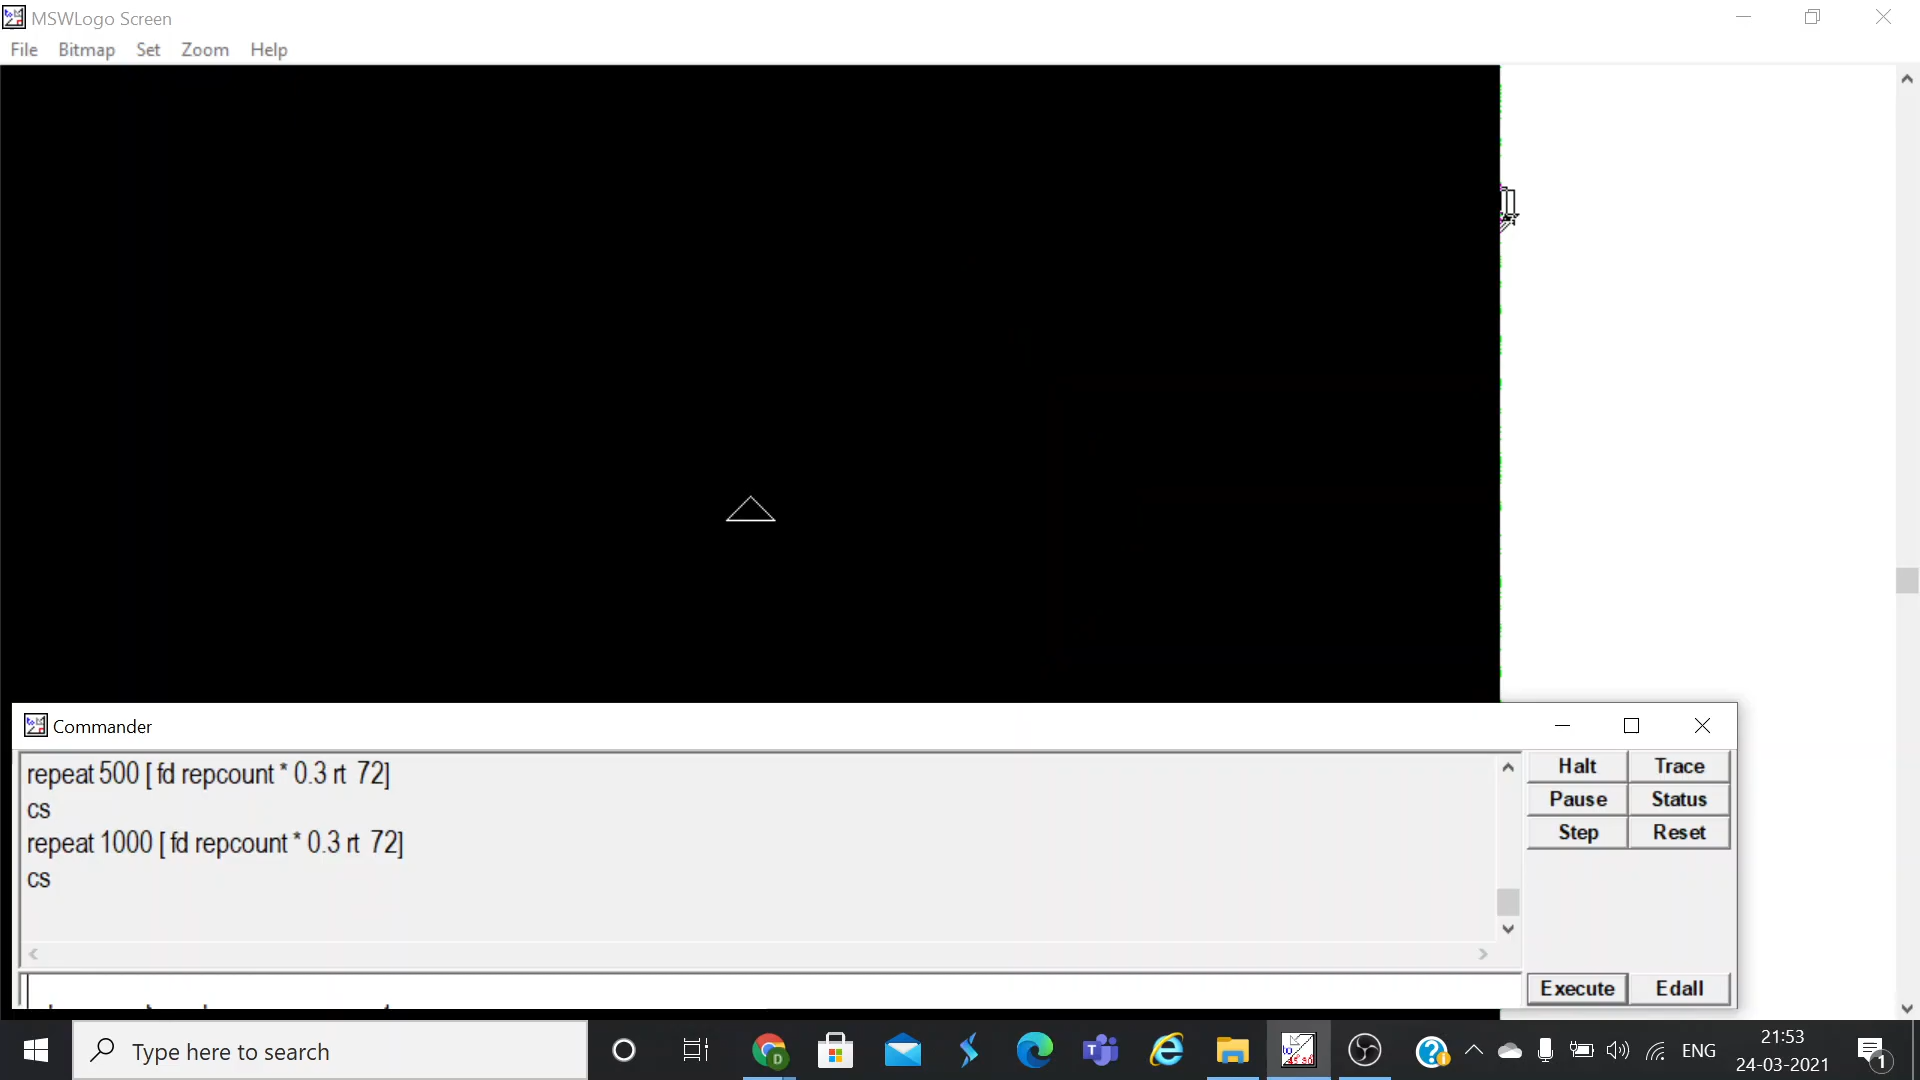 MSWLogo Screen
File Bitmap Set Zoom Help
Commander
repeat 500 [ fd repcount * 0.3 rt 72]
cs
repeat 1000 [ fd repcount * 0.3 rt 72]
cs
Halt Trace
Pause Status
Step Reset
Execute Edall
Type here to search
ENG
21:53
24-03-2021
1